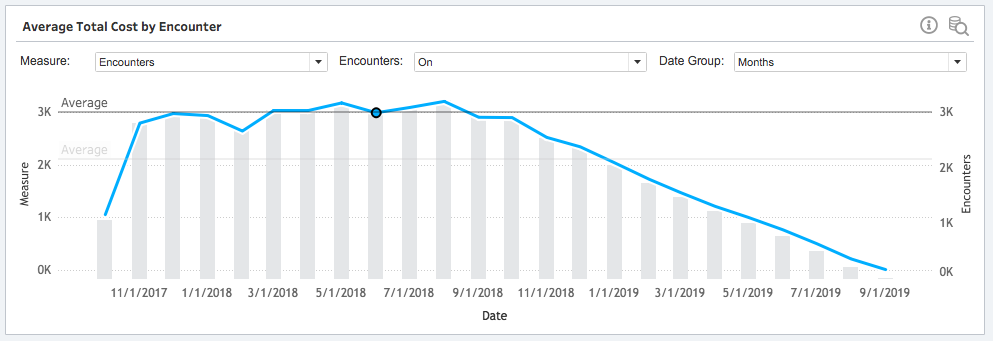 Average Total Cost by Encounter
Measure: Encounters Encounters: On Date Group: Months
Average
3K 3K
Average
2K 2K
1K 1K
0K 0K
Measure
Encounters
11/1/2017 1/1/2018 3/1/2018 5/1/2018 7/1/2018 9/1/2018 11/1/2018 1/1/2019 3/1/2019 5/1/2019 7/1/2019 9/1/2019
Date